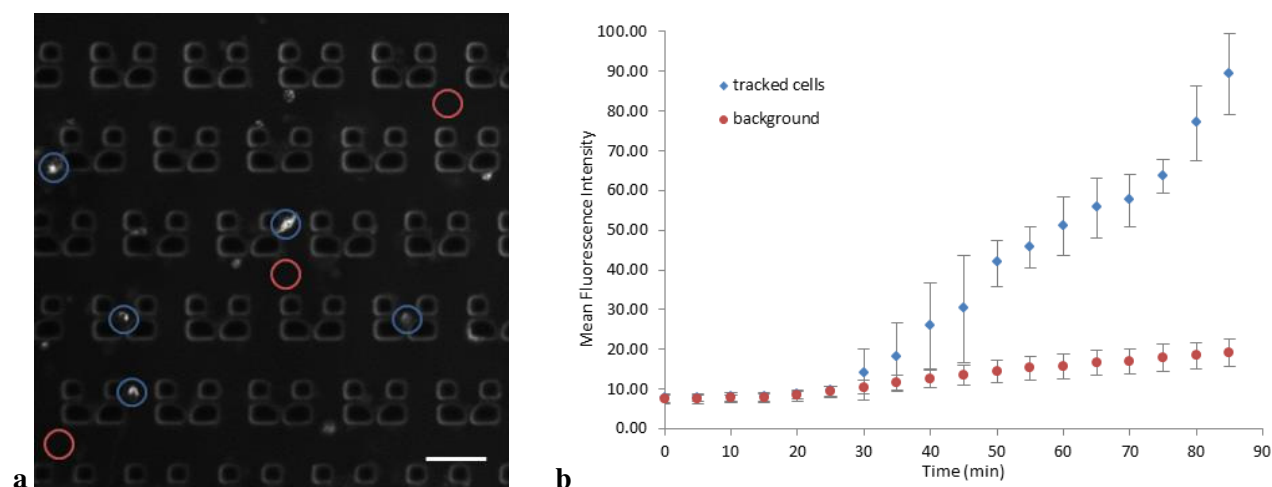 a
b
Mean Fluorescence Intensity
100.00
90.00
80.00
70.00
60.00
50.00
40.00
30.00
20.00
10.00
0.00
tracked cells
background
0 10 20 30 40 50 60 70 80 90
Time (min)